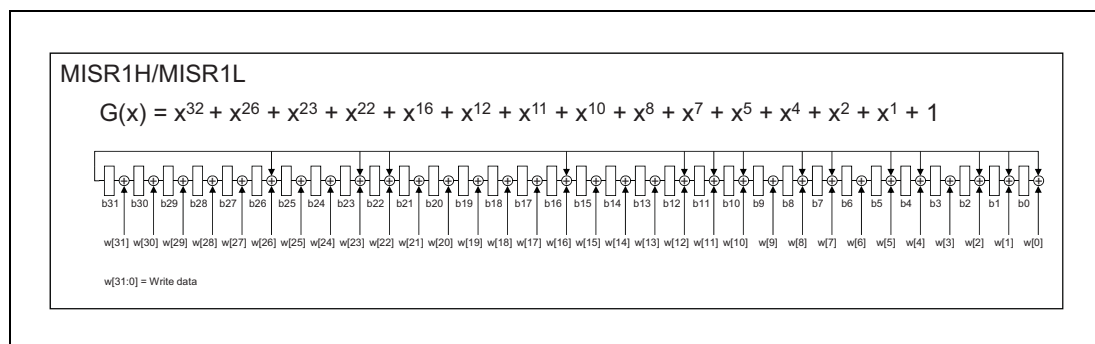 MISR1H/MISR1L
G(x) = x³² + x²⁶ + x²³ + x²² + x¹⁶ + x¹² + x¹¹ + x¹⁰ + x⁸ + x⁷ + x⁵ + x⁴ + x² + x¹ + 1
b31 b30 b29 b28 b27 b26 b25 b24 b23 b22 b21 b20 b19 b18 b17 b16 b15 b14 b13 b12 b11 b10 b9 b8 b7 b6 b5 b4 b3 b2 b1 b0
w[31] w[30] w[29] w[28] w[27] w[26] w[25] w[24] w[23] w[22] w[21] w[20] w[19] w[18] w[17] w[16] w[15] w[14] w[13] w[12] w[11] w[10] w[9] w[8] w[7] w[6] w[5] w[4] w[3] w[2] w[1] w[0]
w[31:0] = Write data